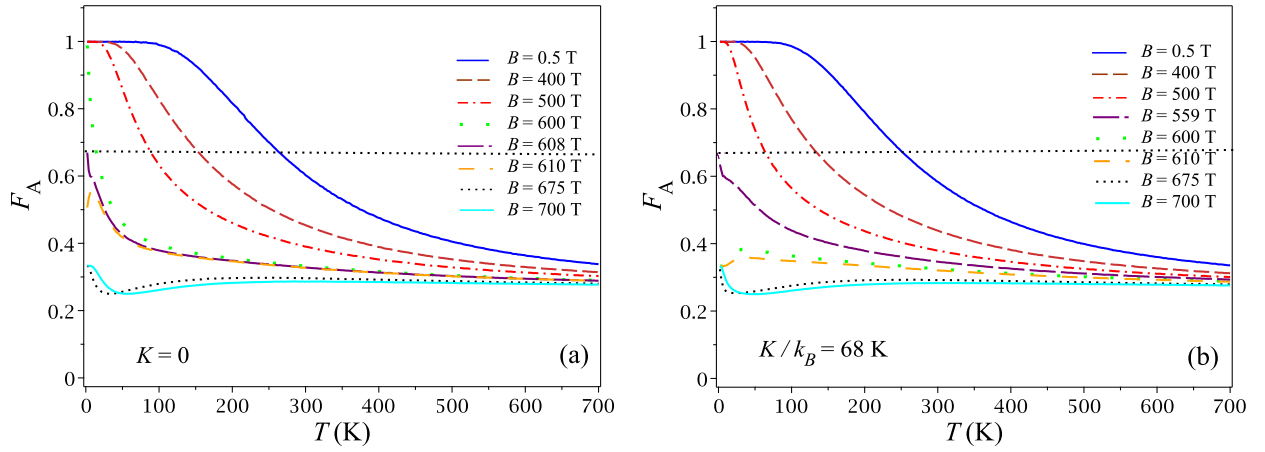 1
0.8
0.6
0.4
0.2
0
F_A
B = 0.5 T
B = 400 T
B = 500 T
B = 600 T
B = 608 T
B = 610 T
B = 675 T
B = 700 T
K = 0
(a)
0 100 200 300 400 500 600 700
T (K)
1
0.8
0.6
0.4
0.2
0
F_A
B = 0.5 T
B = 400 T
B = 500 T
B = 559 T
B = 600 T
B = 610 T
B = 675 T
B = 700 T
K / k_B = 68 K
(b)
0 100 200 300 400 500 600 700
T (K)